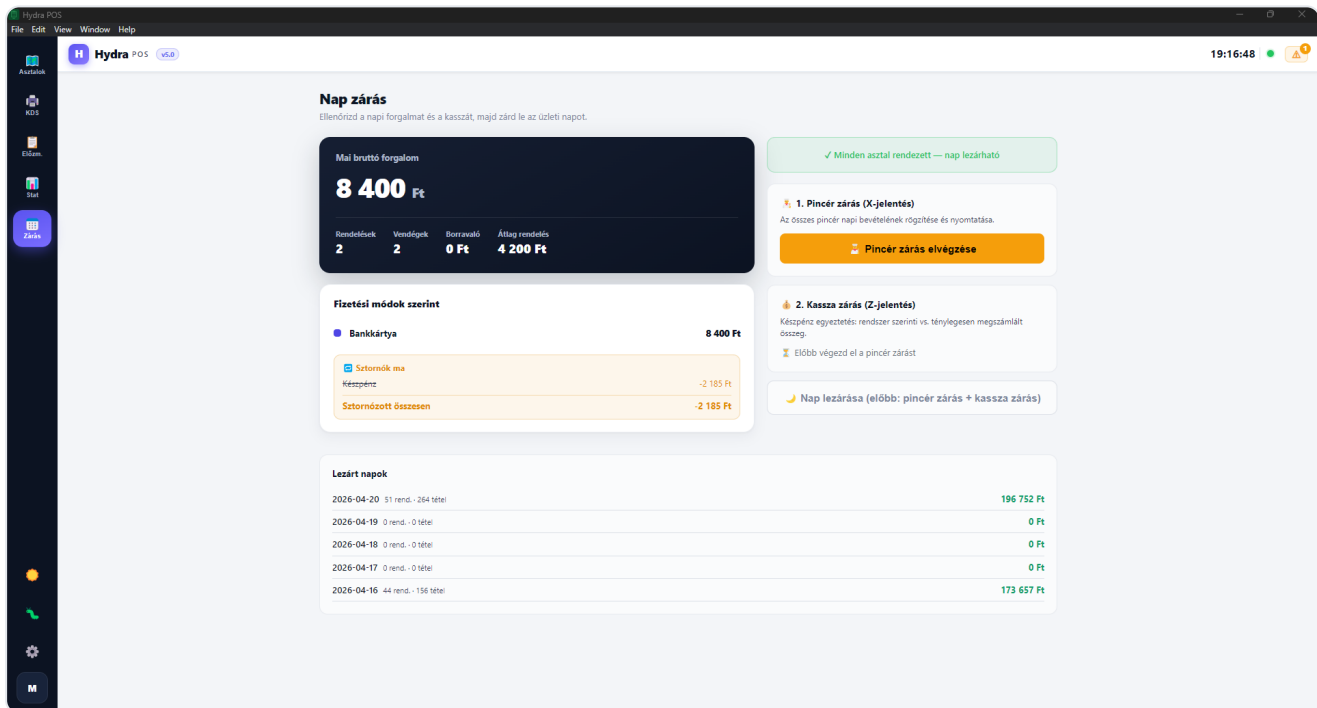 Hydra POS
File Edit View Window Help
H Hydra POS v5.0
19:16:48
1
Asztalok
KDS
Előzm.
Stat
Zárás
M
Nap zárás
Ellenőrizd a napi forgalmat és a kasszát, majd zárd le az üzleti napot.
Mai bruttó forgalom
8 400 Ft
Rendelések Vendégek Borravaló Átlag rendelés
2 2 0 Ft 4 200 Ft
Fizetési módok szerint
Bankkártya 8 400 Ft
Sztornók ma
Készpénz -2 185 Ft
Sztornózott összesen -2 185 Ft
✓ Minden asztal rendezett — nap lezárható
1. Pincér zárás (X-jelentés)
Az összes pincér napi bevételének rögzítése és nyomtatása.
Pincér zárás elvégzése
2. Kassza zárás (Z-jelentés)
Készpénz egyeztetés: rendszer szerinti vs. ténylegesen megszámlált
összeg.
Előbb végezd el a pincér zárást
Nap lezárása (előbb: pincér zárás + kassza zárás)
Lezárt napok
2026-04-20 51 rend. · 264 tétel 196 752 Ft
2026-04-19 0 rend. · 0 tétel 0 Ft
2026-04-18 0 rend. · 0 tétel 0 Ft
2026-04-17 0 rend. · 0 tétel 0 Ft
2026-04-16 44 rend. · 156 tétel 173 657 Ft